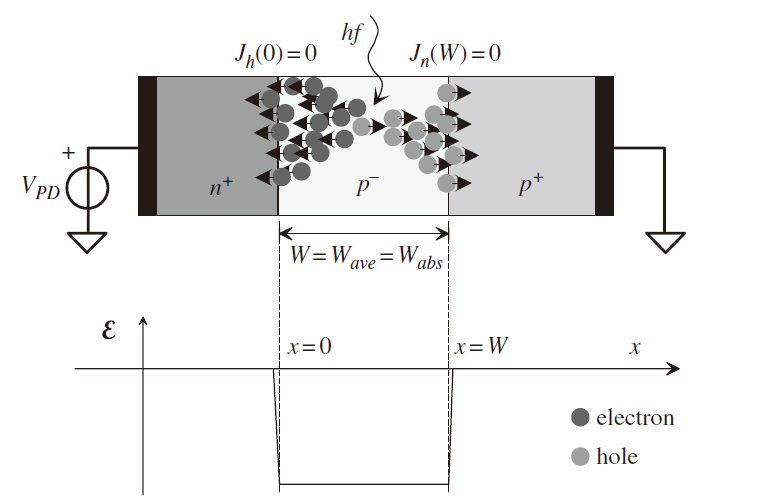 hf
J_h(0)=0
J_n(W)=0
+
V_PD
n⁺
p⁻
p⁺
W=W_ave=W_abs
ℰ
x=0
x=W
x
electron
hole